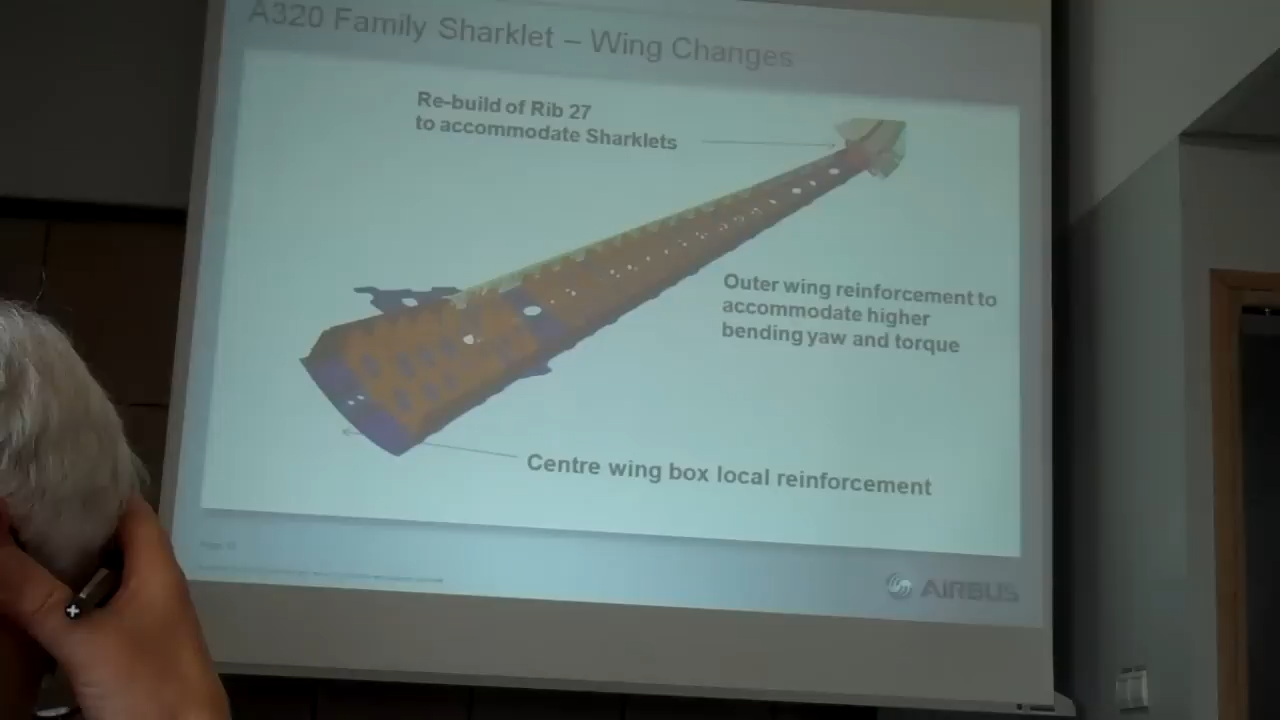 A320 Family Sharklet – Wing Changes
Re-build of Rib 27
to accommodate Sharklets
Outer wing reinforcement to
accommodate higher
bending yaw and torque
Centre wing box local reinforcement
AIRBUS